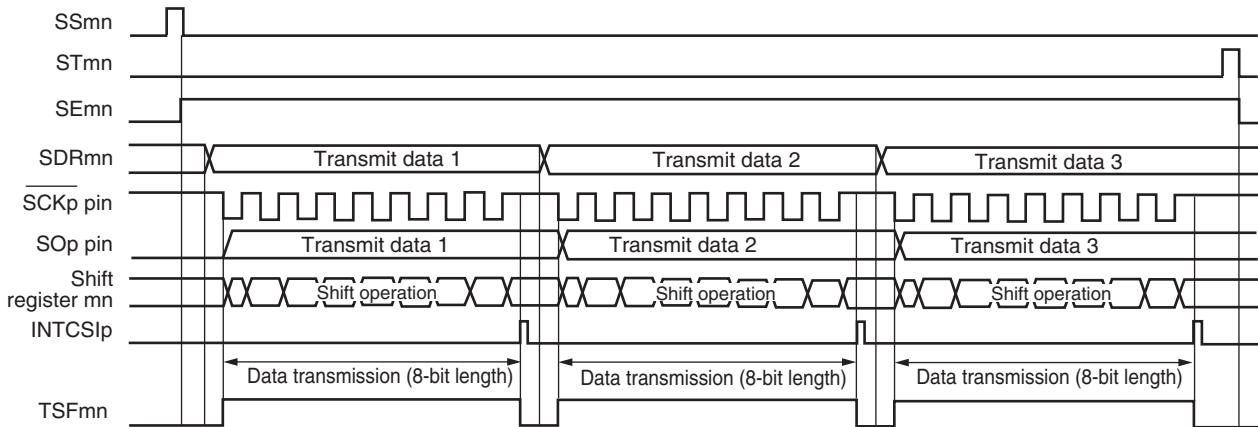 SSmn
STmn
SEmn
SDRmn Transmit data 1 Transmit data 2 Transmit data 3
SCKp pin
SOp pin Transmit data 1 Transmit data 2 Transmit data 3
Shift
register mn Shift operation Shift operation Shift operation
INTCSIp
Data transmission (8-bit length) Data transmission (8-bit length) Data transmission (8-bit length)
TSFmn